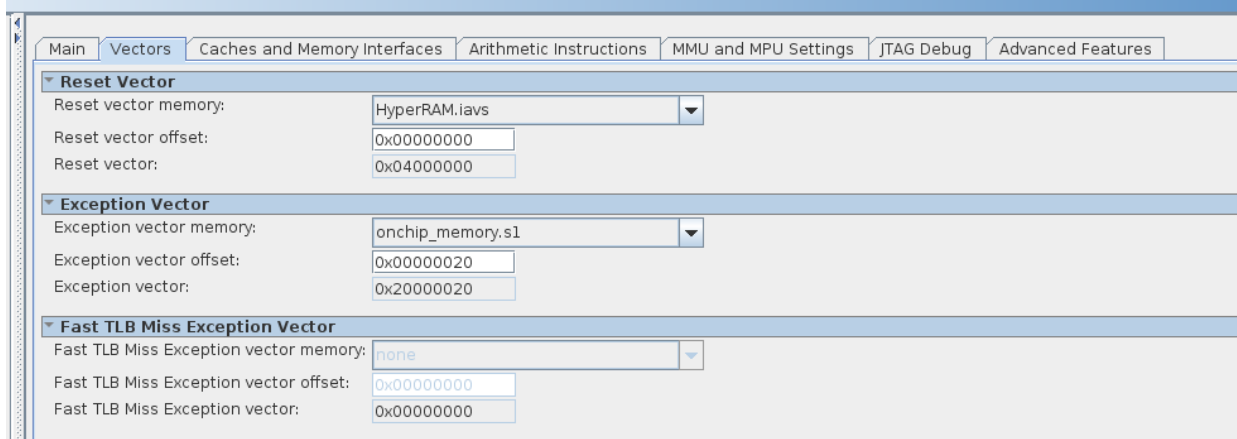 Main Vectors Caches and Memory Interfaces Arithmetic Instructions MMU and MPU Settings JTAG Debug Advanced Features
Reset Vector
Reset vector memory: HyperRAM.iavs
Reset vector offset: 0x00000000
Reset vector: 0x04000000
Exception Vector
Exception vector memory: onchip_memory.s1
Exception vector offset: 0x00000020
Exception vector: 0x20000020
Fast TLB Miss Exception Vector
Fast TLB Miss Exception vector memory: none
Fast TLB Miss Exception vector offset: 0x00000000
Fast TLB Miss Exception vector: 0x00000000